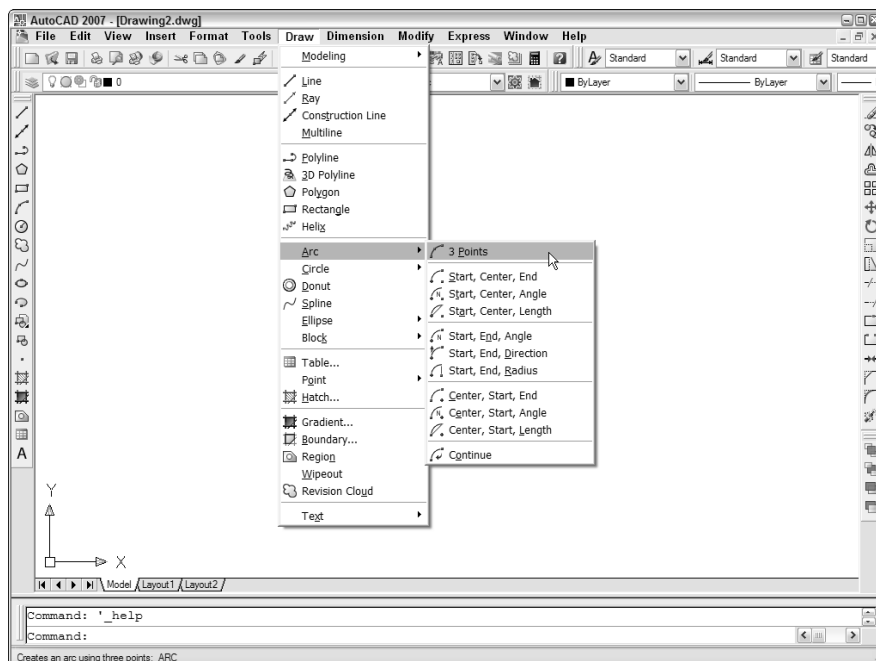 AutoCAD 2007 - [Drawing2.dwg]
File Edit View Insert Format Tools Draw Dimension Modify Express Window Help
Standard Standard Standard
0 ByLayer ByLayer
Modeling
Line
Ray
Construction Line
Multiline
Polyline
3D Polyline
Polygon
Rectangle
Helix
Arc
Circle
Donut
Spline
Ellipse
Block
Table...
Point
Hatch...
Gradient...
Boundary...
Region
Wipeout
Revision Cloud
Text
3 Points
Start, Center, End
Start, Center, Angle
Start, Center, Length
Start, End, Angle
Start, End, Direction
Start, End, Radius
Center, Start, End
Center, Start, Angle
Center, Start, Length
Continue
A
Y
X
Model Layout1 Layout2
Command: '_help
Command:
Creates an arc using three points: ARC